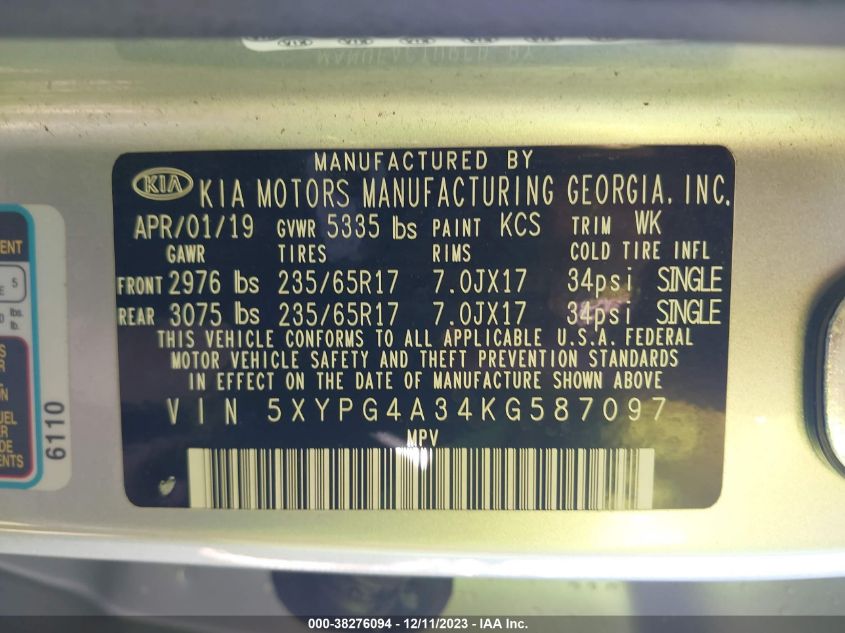 MANUFACTURED BY
KIA KIA MOTORS MANUFACTURING GEORGIA, INC.
APR/01/19 GVWR 5335 lbs PAINT KCS TRIM WK
GAWR TIRES RIMS COLD TIRE INFL
FRONT 2976 lbs 235/65R17 7.0JX17 34psi SINGLE
REAR 3075 lbs 235/65R17 7.0JX17 34psi SINGLE
THIS VEHICLE CONFORMS TO ALL APPLICABLE U.S.A. FEDERAL
MOTOR VEHICLE SAFETY AND THEFT PREVENTION STANDARDS
IN EFFECT ON THE DATE OF MANUFACTURE SHOWN ABOVE
VIN 5XYPG4A34KG587097
MPV
5
lbs.
lb.
6110
000-38276094 - 12/11/2023 - IAA Inc.